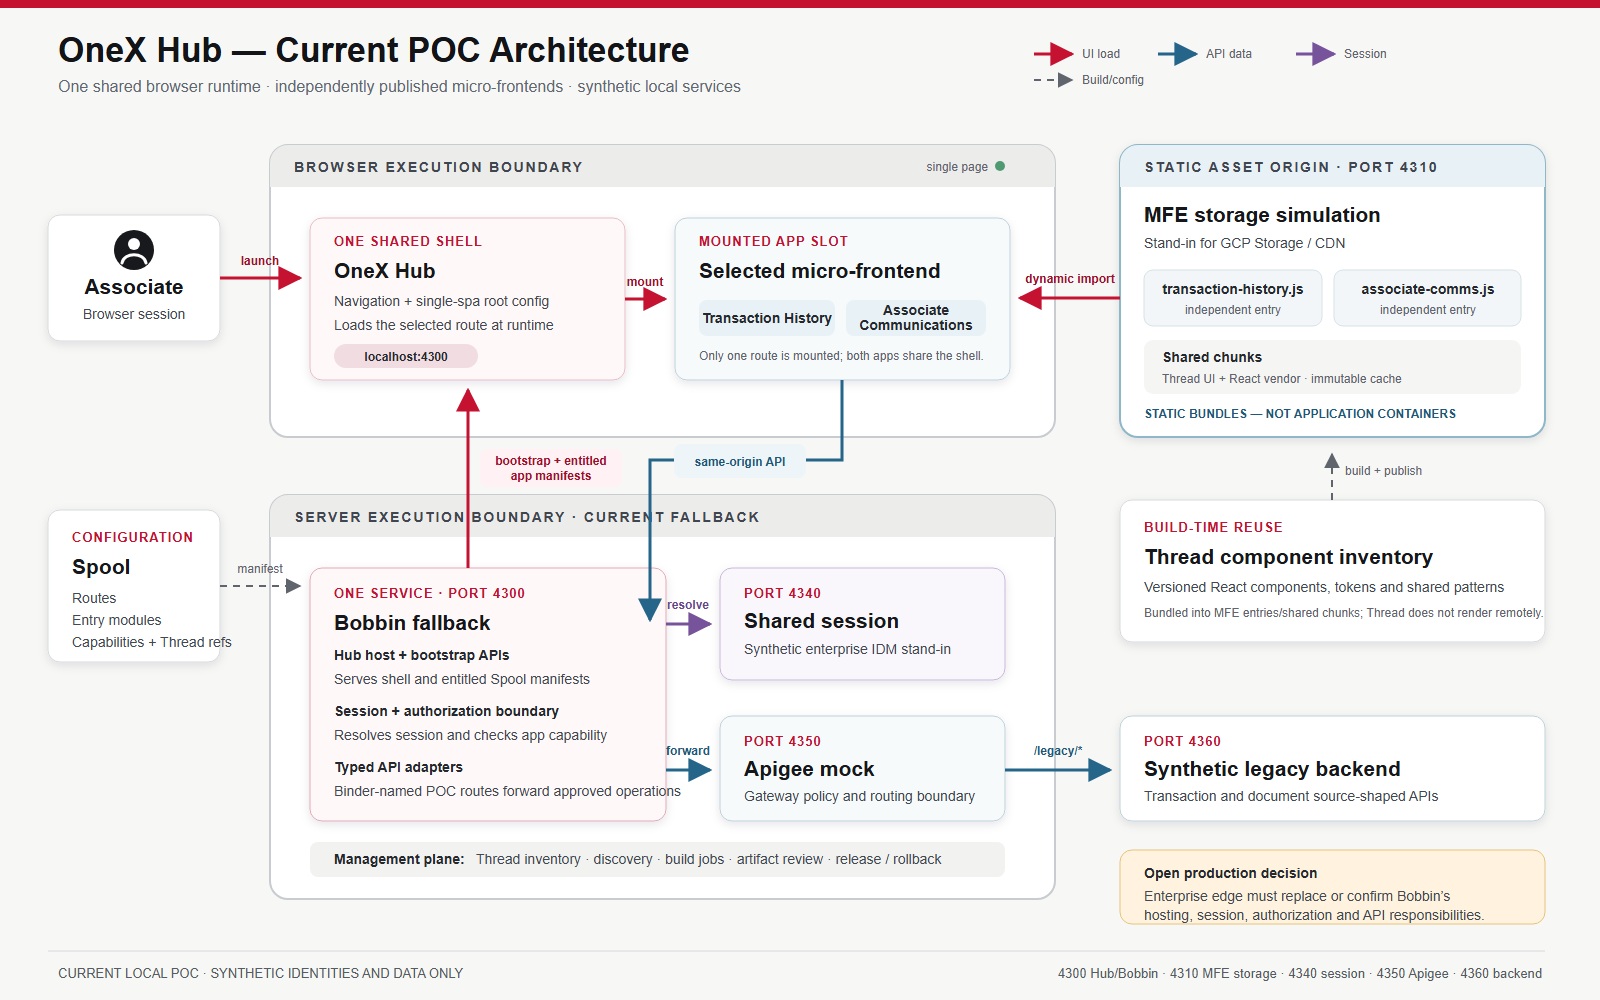 OneX Hub — Current POC Architecture
One shared browser runtime · independently published micro-frontends · synthetic local services
UI load
API data
Session
Build/config
BROWSER EXECUTION BOUNDARY
single page
STATIC ASSET ORIGIN · PORT 4310
Associate
Browser session
launch
ONE SHARED SHELL
OneX Hub
Navigation + single-spa root config
Loads the selected route at runtime
localhost:4300
mount
MOUNTED APP SLOT
Selected micro-frontend
Transaction History
Associate
Communications
Only one route is mounted; both apps share the shell.
dynamic import
MFE storage simulation
Stand-in for GCP Storage / CDN
transaction-history.js
independent entry
associate-comms.js
independent entry
Shared chunks
Thread UI + React vendor · immutable cache
STATIC BUNDLES — NOT APPLICATION CONTAINERS
bootstrap + entitled
app manifests
same-origin API
build + publish
SERVER EXECUTION BOUNDARY · CURRENT FALLBACK
CONFIGURATION
Spool
Routes
Entry modules
Capabilities + Thread refs
manifest
ONE SERVICE · PORT 4300
Bobbin fallback
Hub host + bootstrap APIs
Serves shell and entitled Spool manifests
Session + authorization boundary
Resolves session and checks app capability
Typed API adapters
Binder-named POC routes forward approved operations
resolve
PORT 4340
Shared session
Synthetic enterprise IDM stand-in
forward
PORT 4350
Apigee mock
Gateway policy and routing boundary
/legacy/*
BUILD-TIME REUSE
Thread component inventory
Versioned React components, tokens and shared patterns
Bundled into MFE entries/shared chunks; Thread does not render remotely.
PORT 4360
Synthetic legacy backend
Transaction and document source-shaped APIs
Management plane: Thread inventory · discovery · build jobs · artifact review · release / rollback
Open production decision
Enterprise edge must replace or confirm Bobbin’s
hosting, session, authorization and API responsibilities.
CURRENT LOCAL POC · SYNTHETIC IDENTITIES AND DATA ONLY
4300 Hub/Bobbin · 4310 MFE storage · 4340 session · 4350 Apigee · 4360 backend